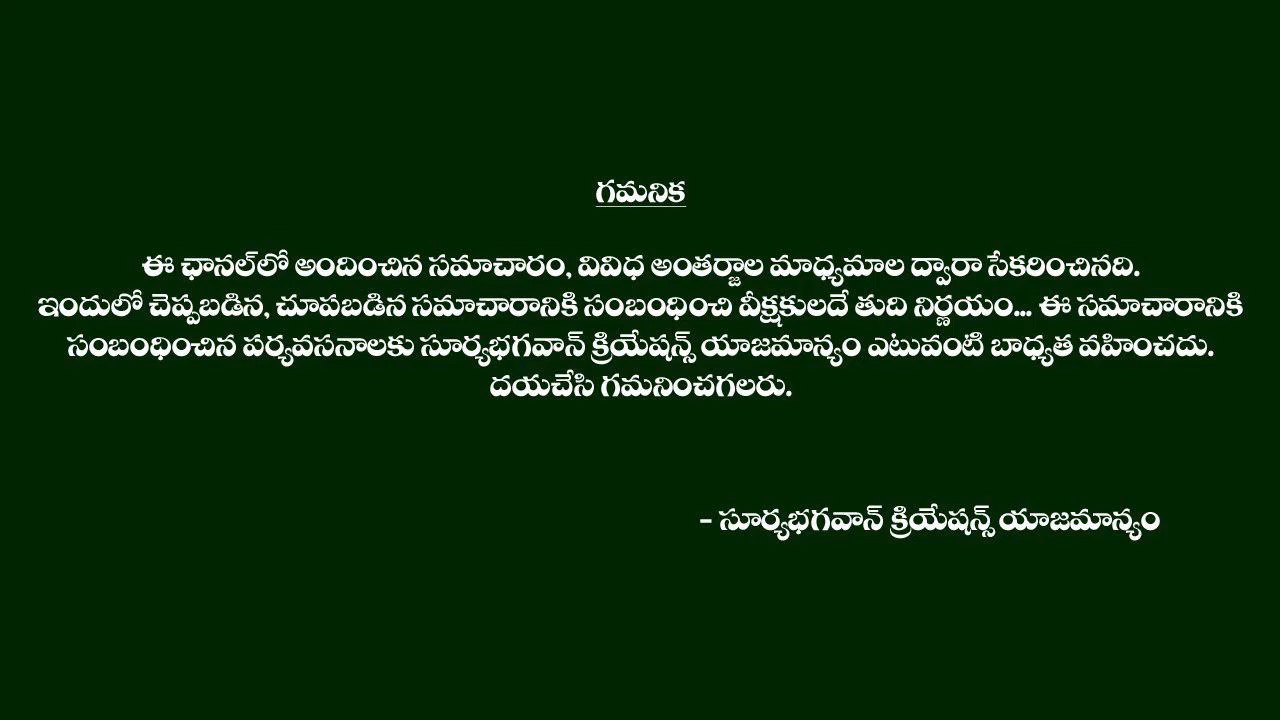 గమనిక
ఈ ఛానల్‌లో అందించిన సమాచారం, వివిధ అంతర్జాల మాధ్యమాల ద్వారా సేకరించినది.
ఇందులో చెప్పబడిన, చూపబడిన సమాచారానికి సంబంధించి వీక్షకులదే తుది నిర్ణయం... ఈ సమాచారానికి
సంబంధించిన పర్యవసనాలకు సూర్యభగవాన్ క్రియేషన్స్ యాజమాన్యం ఎటువంటి బాధ్యత వహించదు.
దయచేసి గమనించగలరు.
- సూర్యభగవాన్ క్రియేషన్స్ యాజమాన్యం